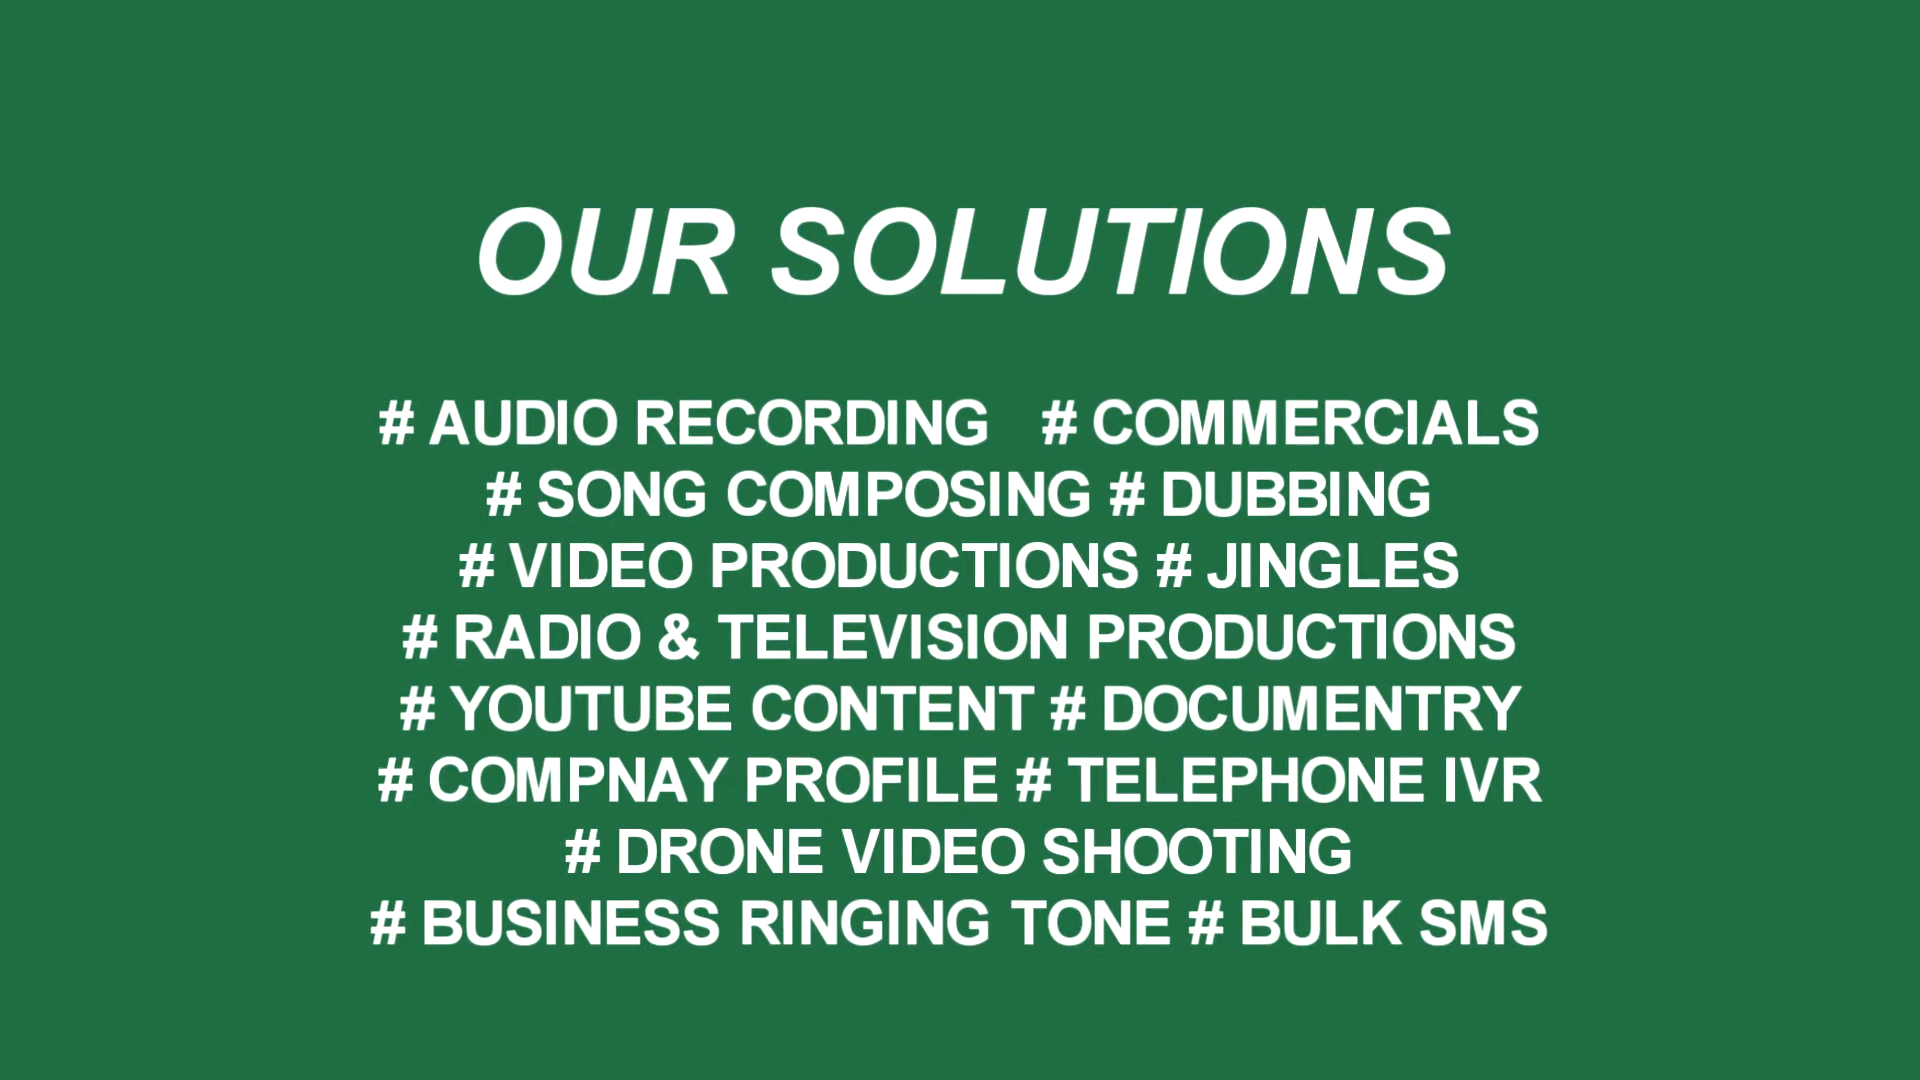 OUR SOLUTIONS
# AUDIO RECORDING # COMMERCIALS
# SONG COMPOSING # DUBBING
# VIDEO PRODUCTIONS # JINGLES
# RADIO & TELEVISION PRODUCTIONS
# YOUTUBE CONTENT # DOCUMENTRY
# COMPNAY PROFILE # TELEPHONE IVR
# DRONE VIDEO SHOOTING
# BUSINESS RINGING TONE # BULK SMS